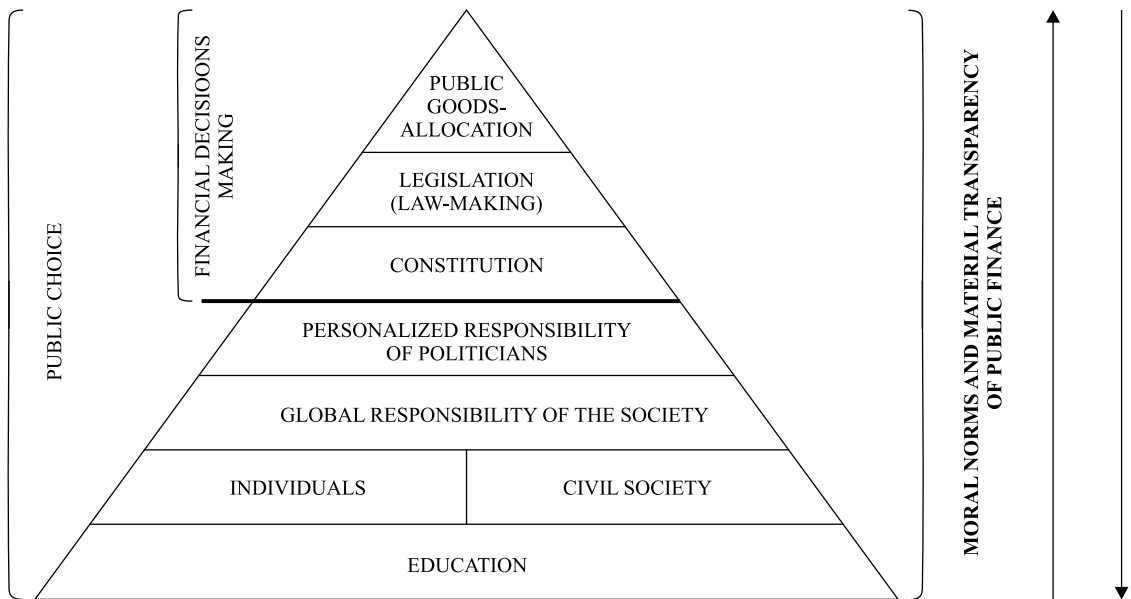 PUBLIC CHOICE
FINANCIAL DECISIOONS
MAKING
PUBLIC
GOODS-
ALLOCATION
LEGISLATION
(LAW-MAKING)
CONSTITUTION
PERSONALIZED RESPONSIBILITY
OF POLITICIANS
GLOBAL RESPONSIBILITY OF THE SOCIETY
INDIVIDUALS
CIVIL SOCIETY
EDUCATION
MORAL NORMS AND MATERIAL TRANSPARENCY
OF PUBLIC FINANCE